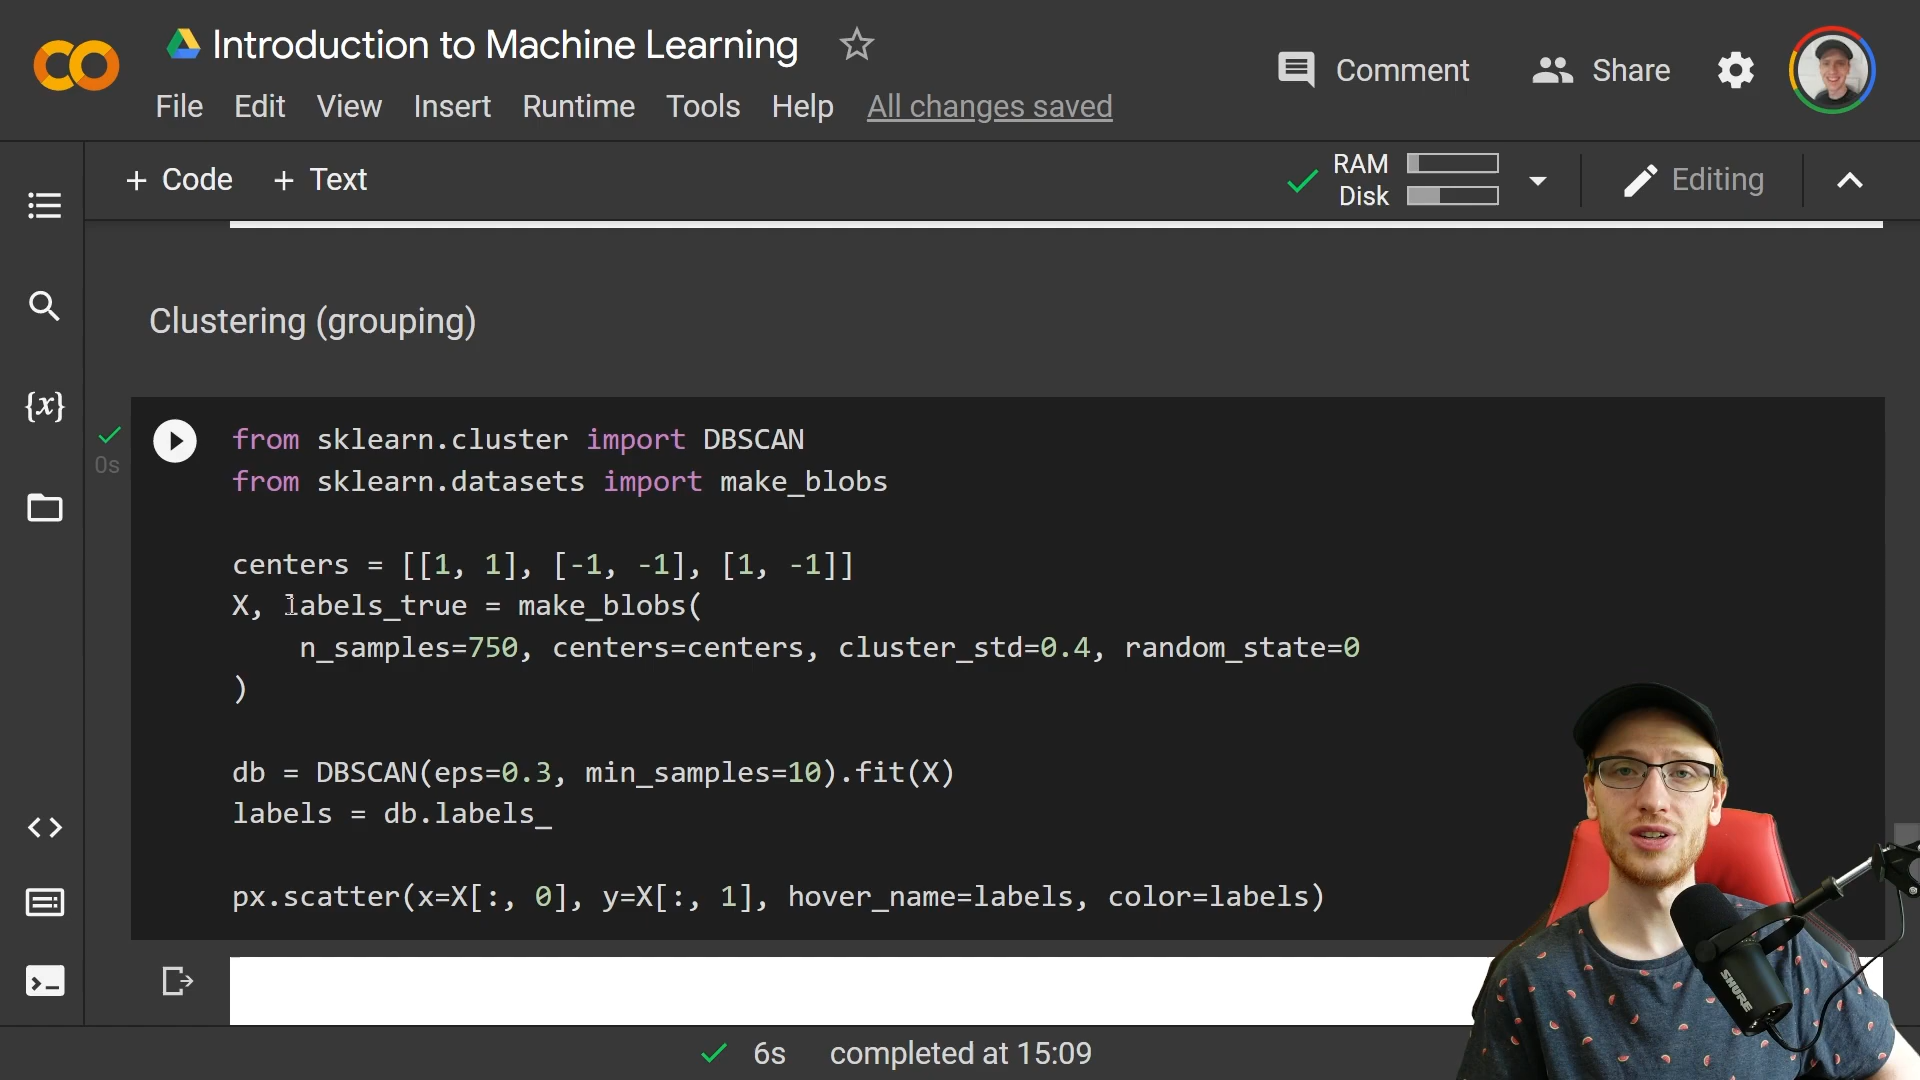 Introduction to Machine Learning
Comment
Share
File Edit View Insert Runtime Tools Help All changes saved
+ Code + Text
RAM
Disk
Editing
Clustering (grouping)
{x}
0s
from sklearn.cluster import DBSCAN
from sklearn.datasets import make_blobs
centers = [[1, 1], [-1, -1], [1, -1]]
X, labels_true = make_blobs(
n_samples=750, centers=centers, cluster_std=0.4, random_state=0
)
db = DBSCAN(eps=0.3, min_samples=10).fit(X)
labels = db.labels_
px.scatter(x=X[:, 0], y=X[:, 1], hover_name=labels, color=labels)
SHURE
6s completed at 15:09